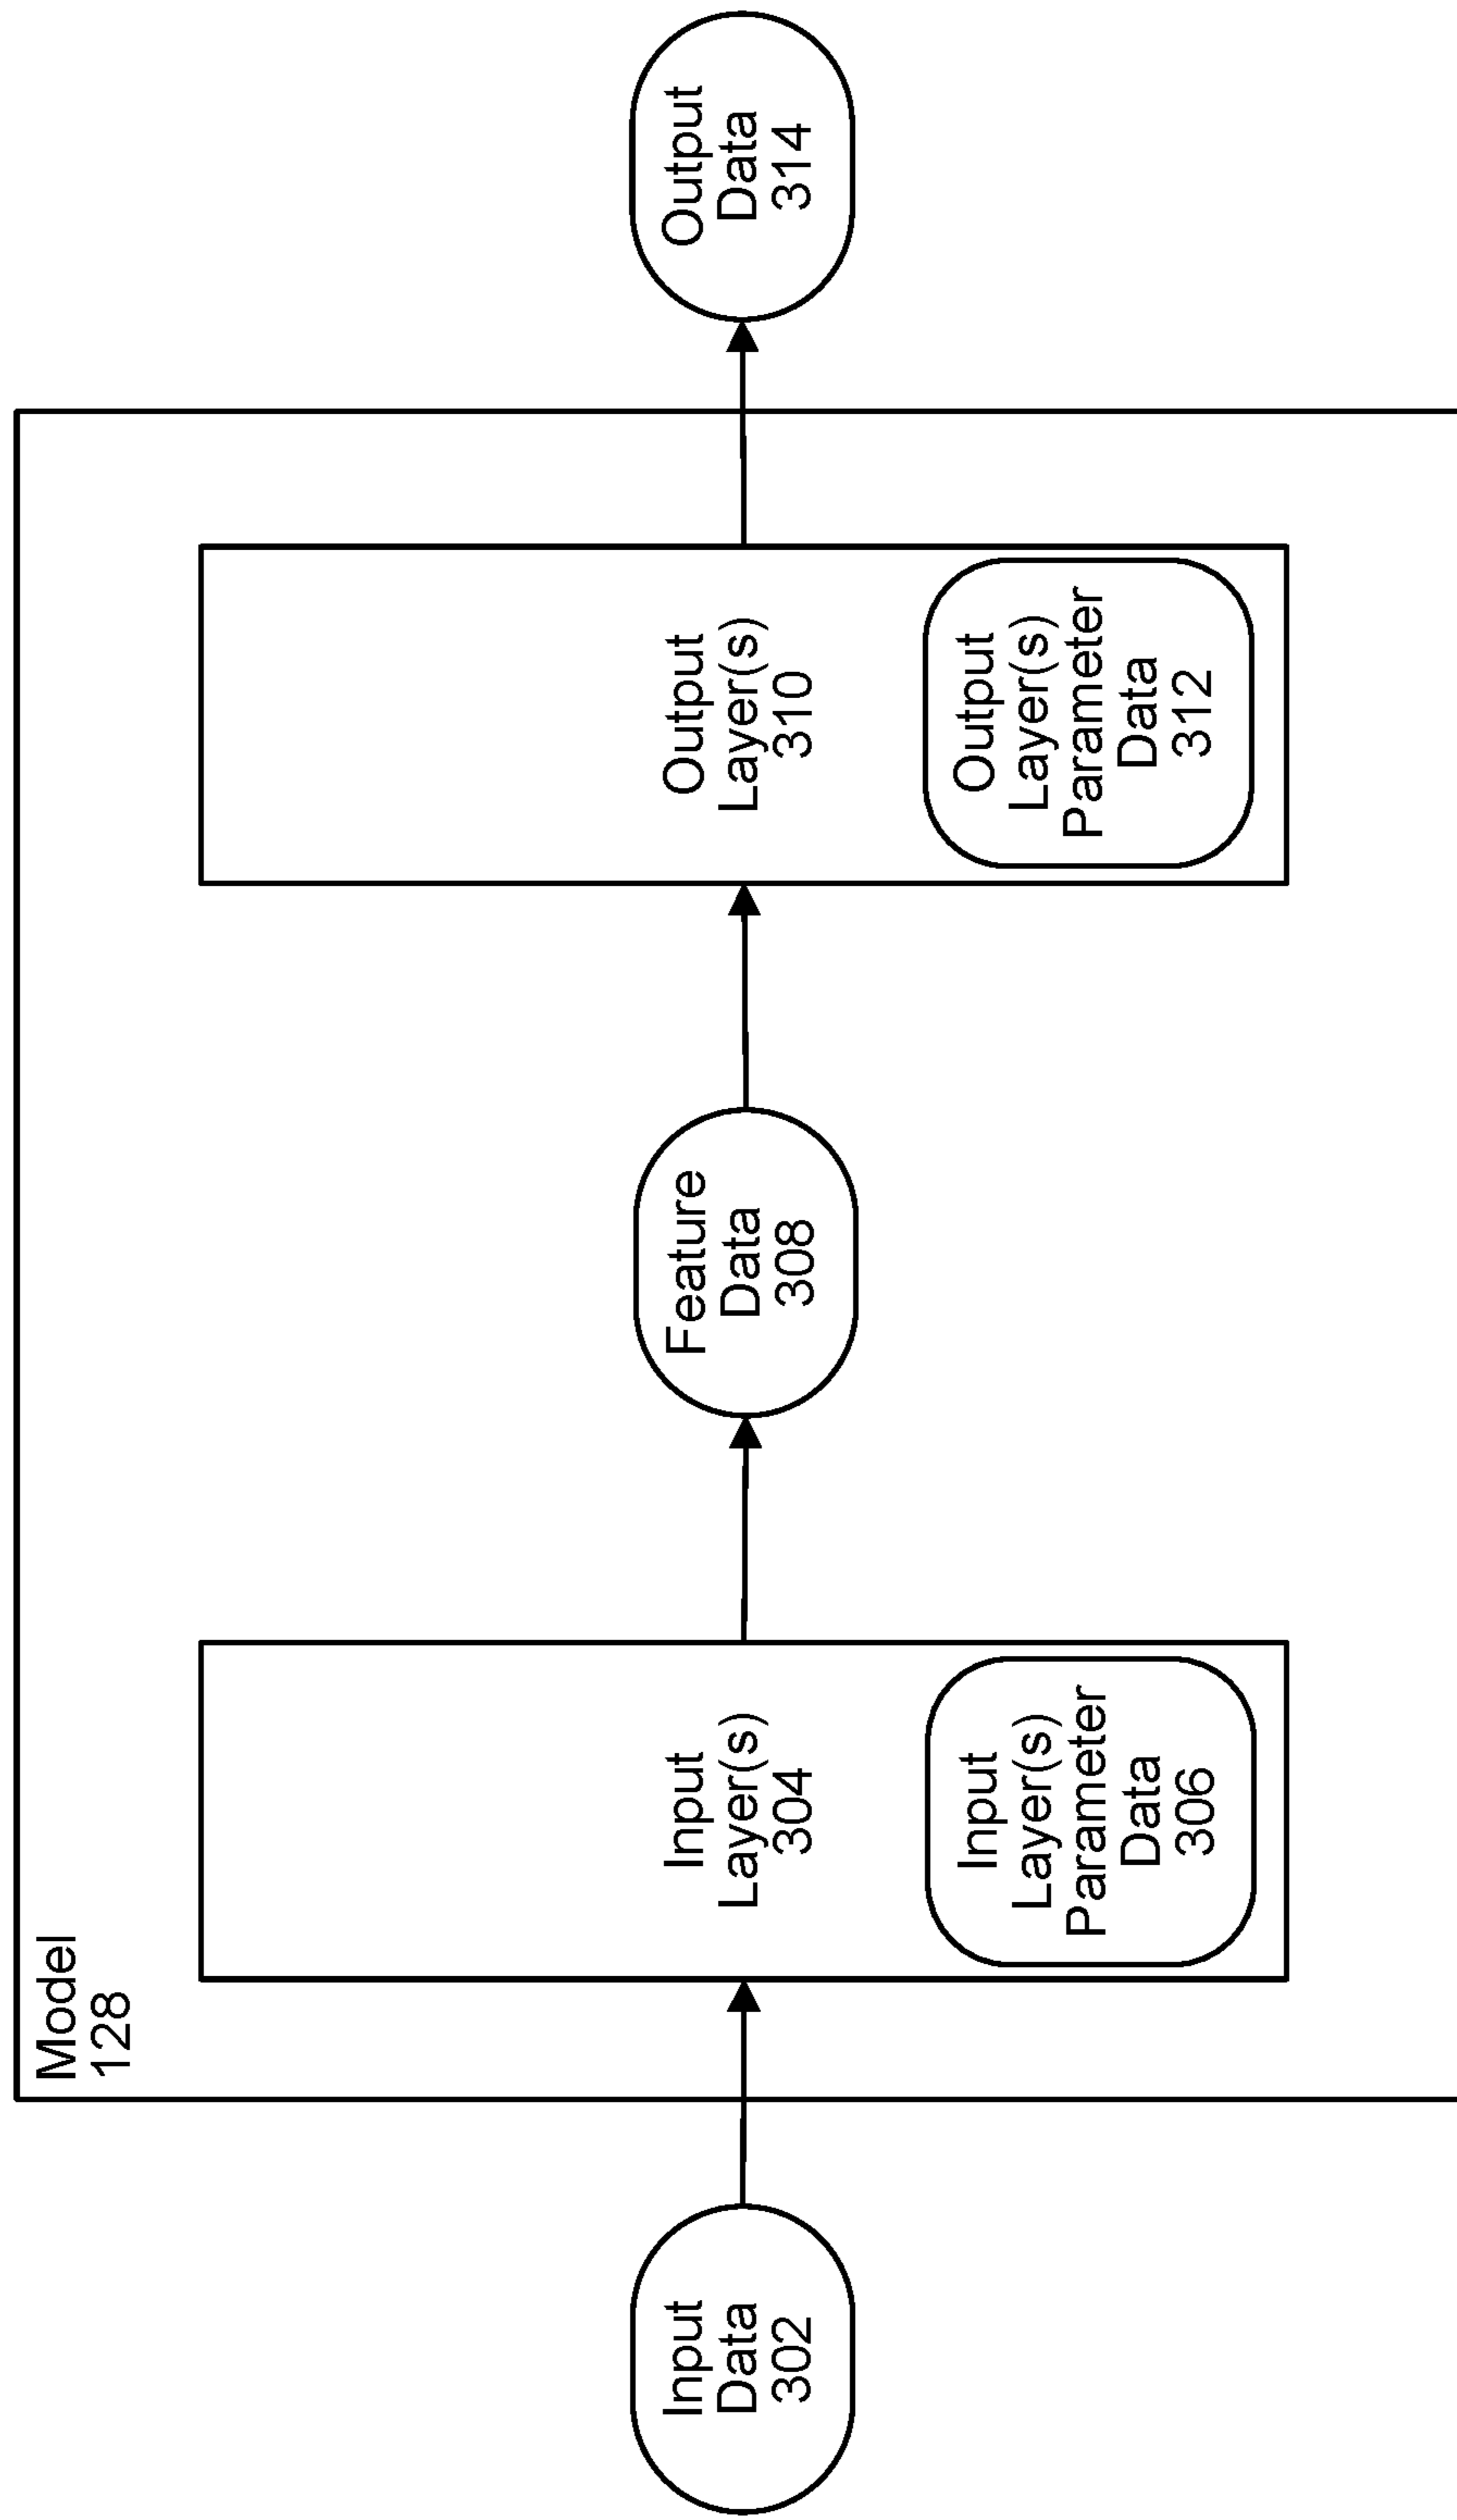 Model
128
Input
Data
302
Input
Layer(s)
304
Input
Layer(s)
Parameter
Data
306
Feature
Data
308
Output
Layer(s)
310
Output
Layer(s)
Parameter
Data
312
Output
Data
314